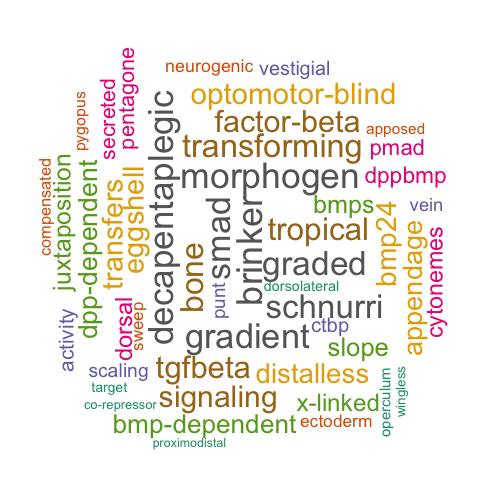 neurogenic
vestigial
optomotor-blind
factor-beta
apposed
transforming
pmad
morphogen
dppbmp
bmps
vein
tropical
graded
dorsolateral
schnurri
ctbp
gradient
slope
tgfbeta
distalless
signaling
x-linked
bmp-dependent
ectoderm
proximodistal
co-repressor
target
scaling
pygopus
pentagone
secreted
compensated
juxtaposition
dpp-dependent
transfers
eggshell
decapentaplegic
bone
smad
punt
brinker
bmp24
appendage
cytonemes
activity
dorsal
sweep
operculum
wingless